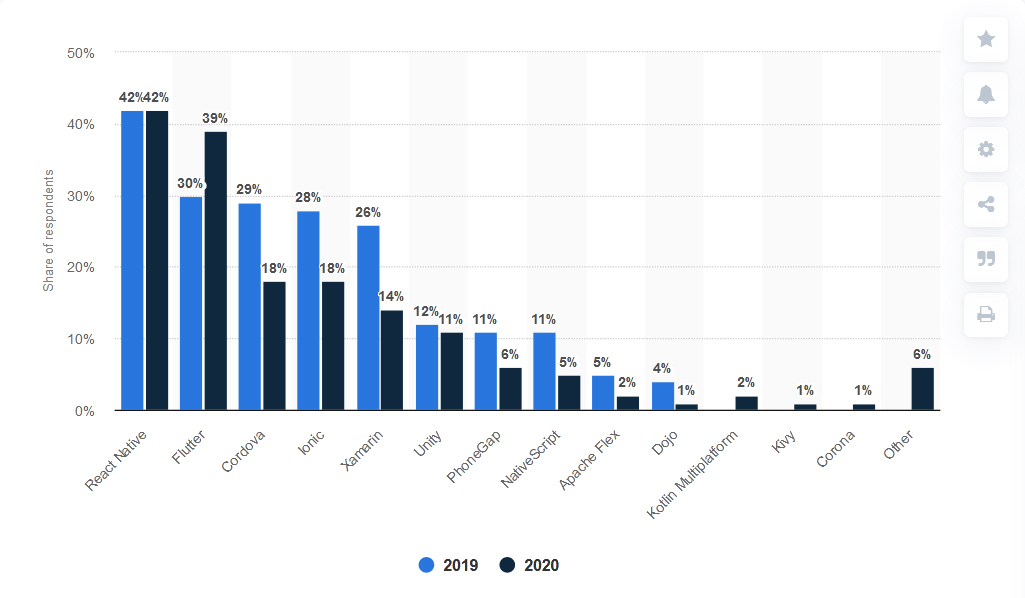 50%
40%
30%
20%
10%
0%
Share of respondents
42% 42%
30% 39%
29% 18%
28% 18%
26% 14%
12% 11%
11% 6%
11% 5%
5% 2%
4% 1%
2%
1%
1%
6%
React Native
Flutter
Cordova
Ionic
Xamarin
Unity
PhoneGap
NativeScript
Apache Flex
Dojo
Kotlin Multiplatform
Kivy
Corona
Other
2019 2020